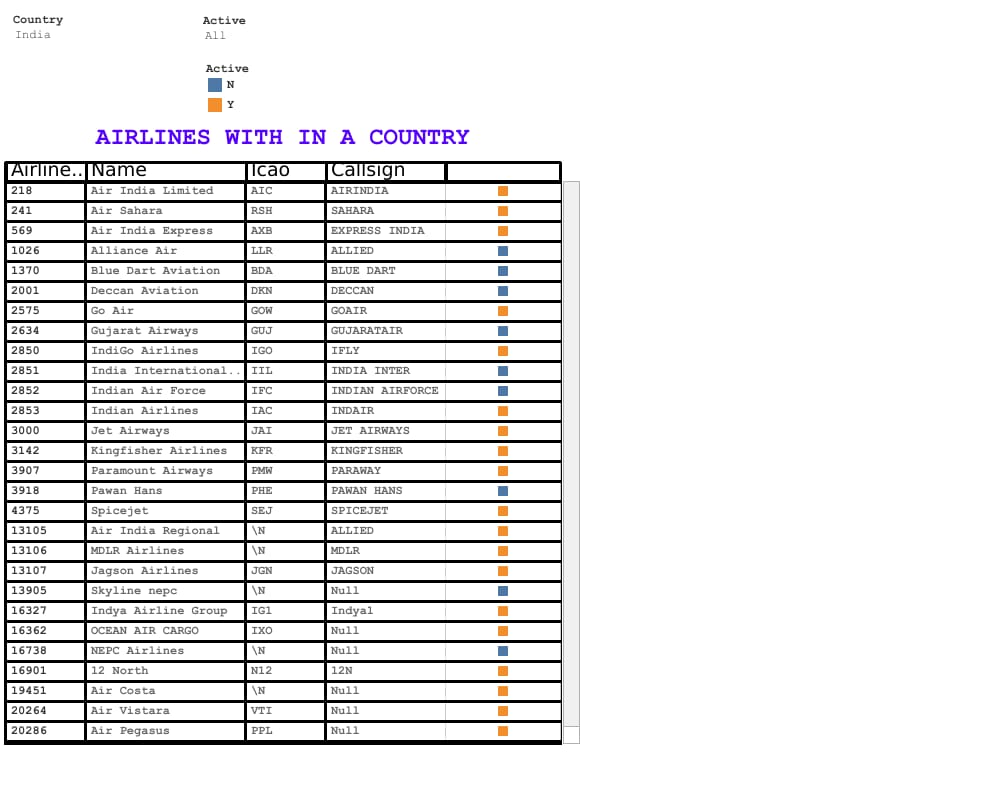 Country Active
India All
Active
N
Y
AIRLINES WITH IN A COUNTRY
Airline.. Name Icao Callsign
218 Air India Limited AIC AIRINDIA
241 Air Sahara RSH SAHARA
569 Air India Express AXB EXPRESS INDIA
1026 Alliance Air LLR ALLIED
1370 Blue Dart Aviation BDA BLUE DART
2001 Deccan Aviation DKN DECCAN
2575 Go Air GOW GOAIR
2634 Gujarat Airways GUJ GUJARATAIR
2850 IndiGo Airlines IGO IFLY
2851 India International.. IIL INDIA INTER
2852 Indian Air Force IFC INDIAN AIRFORCE
2853 Indian Airlines IAC INDAIR
3000 Jet Airways JAI JET AIRWAYS
3142 Kingfisher Airlines KFR KINGFISHER
3907 Paramount Airways PMW PARAWAY
3918 Pawan Hans PHE PAWAN HANS
4375 Spicejet SEJ SPICEJET
13105 Air India Regional \N ALLIED
13106 MDLR Airlines \N MDLR
13107 Jagson Airlines JGN JAGSON
13905 Skyline nepc \N Null
16327 Indya Airline Group IG1 Indya1
16362 OCEAN AIR CARGO IXO Null
16738 NEPC Airlines \N Null
16901 12 North N12 12N
19451 Air Costa \N Null
20264 Air Vistara VTI Null
20286 Air Pegasus PPL Null